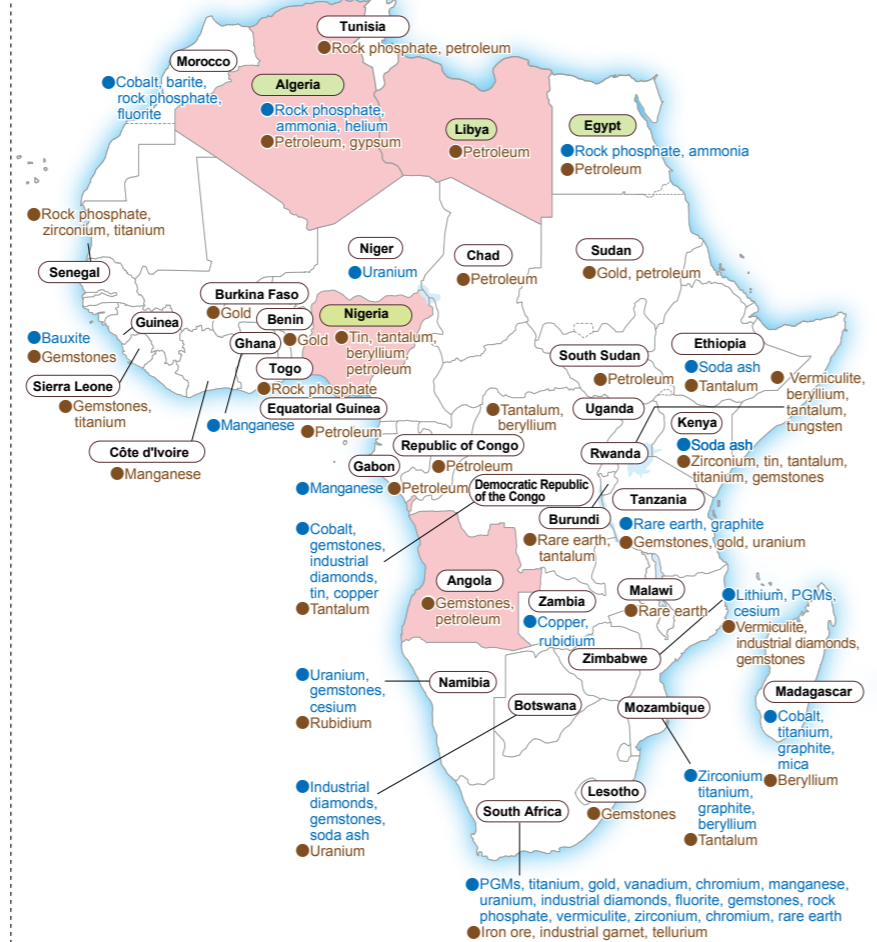 Tunisia
●Rock phosphate, petroleum
Morocco
●Cobalt, barite,
rock phosphate,
fluorite
Algeria
●Rock phosphate,
ammonia, helium
●Petroleum, gypsum
Libya
●Petroleum
Egypt
●Rock phosphate, ammonia
●Petroleum
●Rock phosphate,
zirconium, titanium
Senegal
Niger
●Uranium
Chad
●Petroleum
Sudan
●Gold, petroleum
Burkina Faso
●Gold
Benin
●Gold
Nigeria
●Tin, tantalum,
beryllium,
petroleum
Guinea
●Bauxite
●Gemstones
Ghana
●Manganese
Togo
●Rock phosphate
Sierra Leone
●Gemstones,
titanium
Côte d'Ivoire
●Manganese
Equatorial Guinea
●Petroleum
South Sudan
●Petroleum
Ethiopia
●Soda ash
●Tantalum
●Vermiculite,
beryllium,
tantalum,
tungsten
●Tantalum,
beryllium
Uganda
Kenya
●Soda ash
●Zirconium, tin, tantalum,
titanium, gemstones
Republic of Congo
●Petroleum
Gabon
●Manganese
●Petroleum
Rwanda
Democratic Republic
of the Congo
●Cobalt,
gemstones,
industrial
diamonds,
tin, copper
●Tantalum
Burundi
●Rare earth,
tantalum
Tanzania
●Rare earth, graphite
●Gemstones, gold, uranium
Angola
●Gemstones,
petroleum
Zambia
●Copper,
rubidium
Malawi
●Rare earth
●Lithium, PGMs,
cesium
●Vermiculite,
industrial diamonds,
gemstones
Zimbabwe
●Uranium,
gemstones,
cesium
●Rubidium
Namibia
Botswana
●Industrial
diamonds,
gemstones,
soda ash
●Uranium
Mozambique
●Zirconium,
titanium,
graphite,
beryllium
●Tantalum
Madagascar
●Cobalt,
titanium,
graphite,
mica
●Beryllium
Lesotho
●Gemstones
South Africa
●PGMs, titanium, gold, vanadium, chromium, manganese,
uranium, industrial diamonds, fluorite, gemstones, rock
phosphate, vermiculite, zirconium, chromium, rare earth
●Iron ore, industrial garnet, tellurium